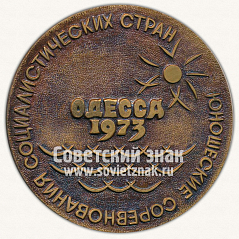 ЮНОШЕСКИЕ СОРЕВНОВАНИЯ СОЦИАЛИСТИЧЕСКИХ СТРАН
ОДЕССА
1973
Советский знак
www.sovietznak.ru